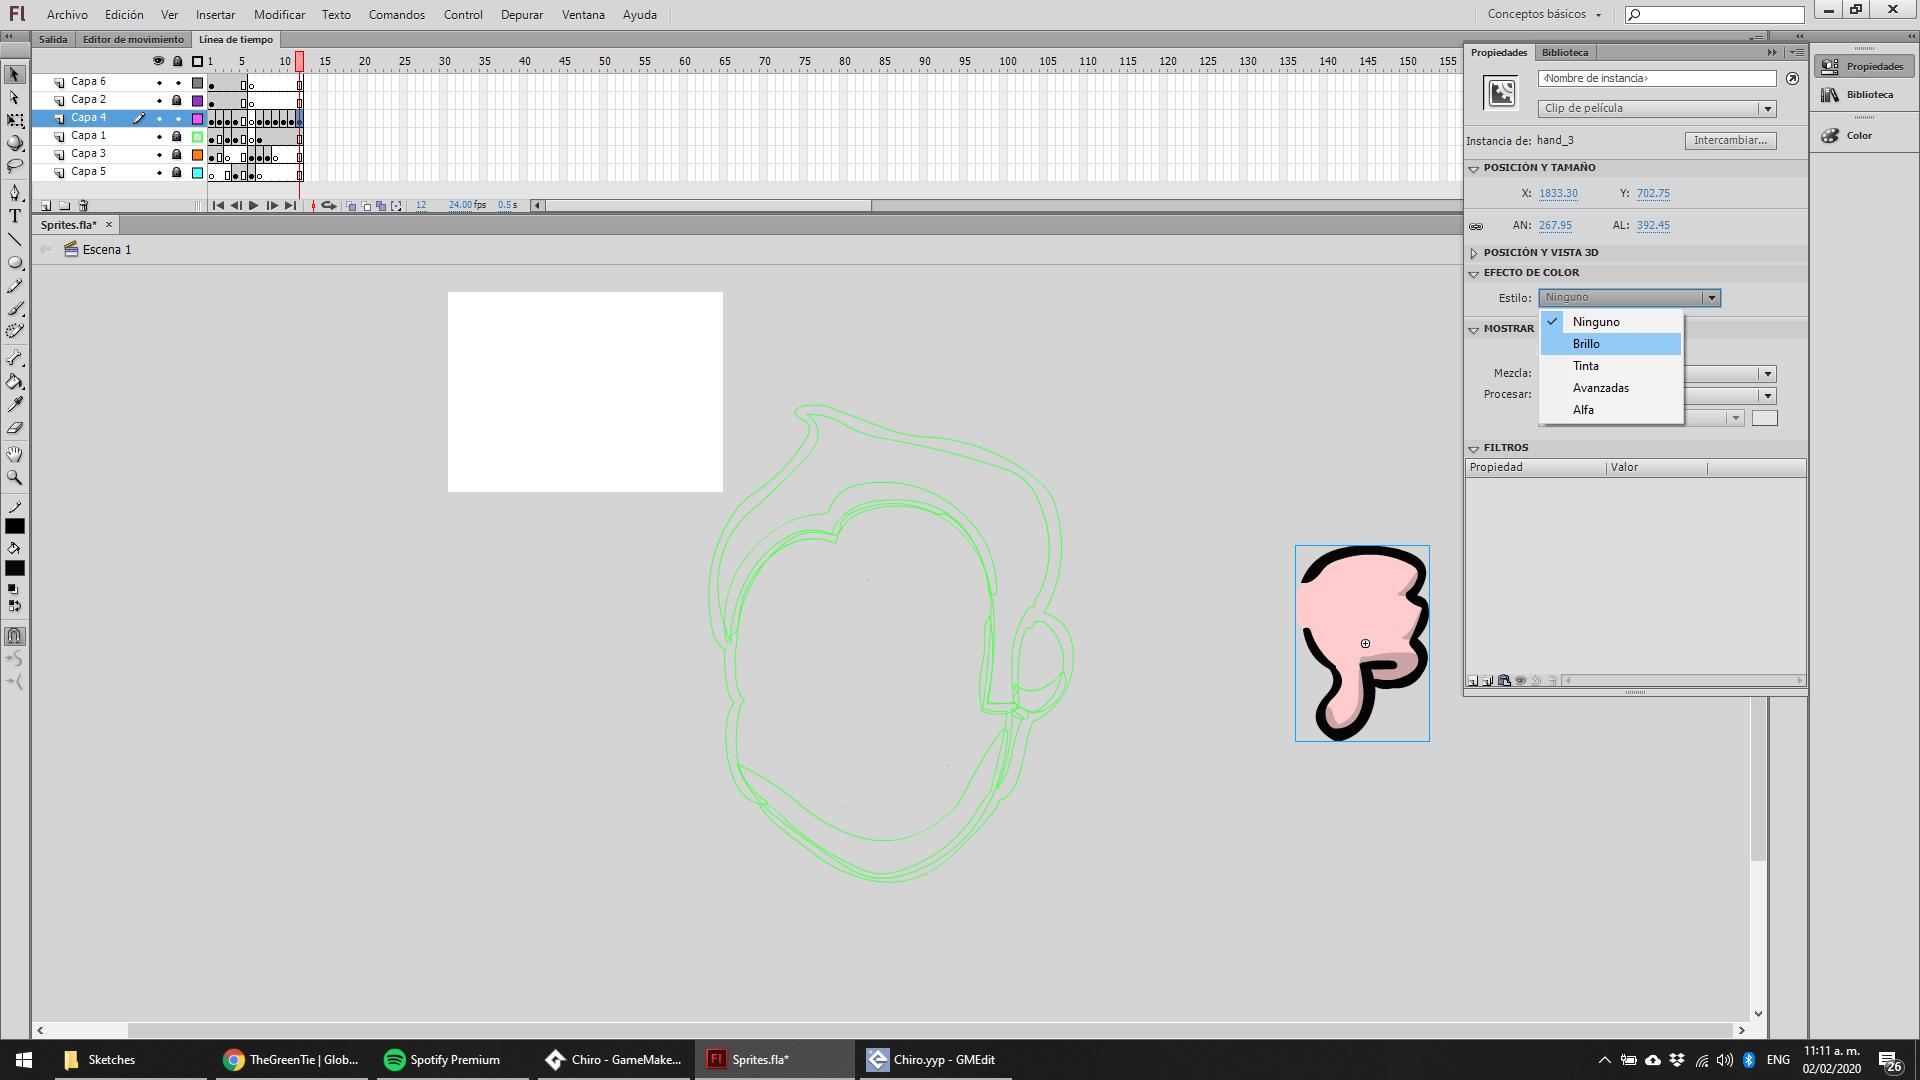 Fl Archivo Edición Ver Insertar Modificar Texto Comandos Control Depurar Ventana Ayuda Conceptos básicos
Salida Editor de movimiento Línea de tiempo
1 5 10 15 20 25 30 35 40 45 50 55 60 65 70 75 80 85 90 95 100 105 110 115 120 125 130 135 140 145 150 155
Capa 6
Capa 2
Capa 4
Capa 1
Capa 3
Capa 5
12 24.00 fps 0.5 s
Sprites.fla*
Escena 1
Propiedades Biblioteca
<Nombre de instancia>
Clip de película
Instancia de: hand_3 Intercambiar...
POSICIÓN Y TAMAÑO
X: 1833.30 Y: 702.75
AN: 267.95 AL: 392.45
POSICIÓN Y VISTA 3D
EFECTO DE COLOR
Estilo: Ninguno
Ninguno
Brillo
Tinta
Avanzadas
Alfa
MOSTRAR
Mezcla:
Procesar:
FILTROS
Propiedad Valor
Propiedades
Biblioteca
Color
T
Sketches
TheGreenTie | Glob...
Spotify Premium
Chiro - GameMake...
Fl Sprites.fla*
Chiro.yyp - GMEdit
ENG
11:11 a. m.
02/02/2020
26